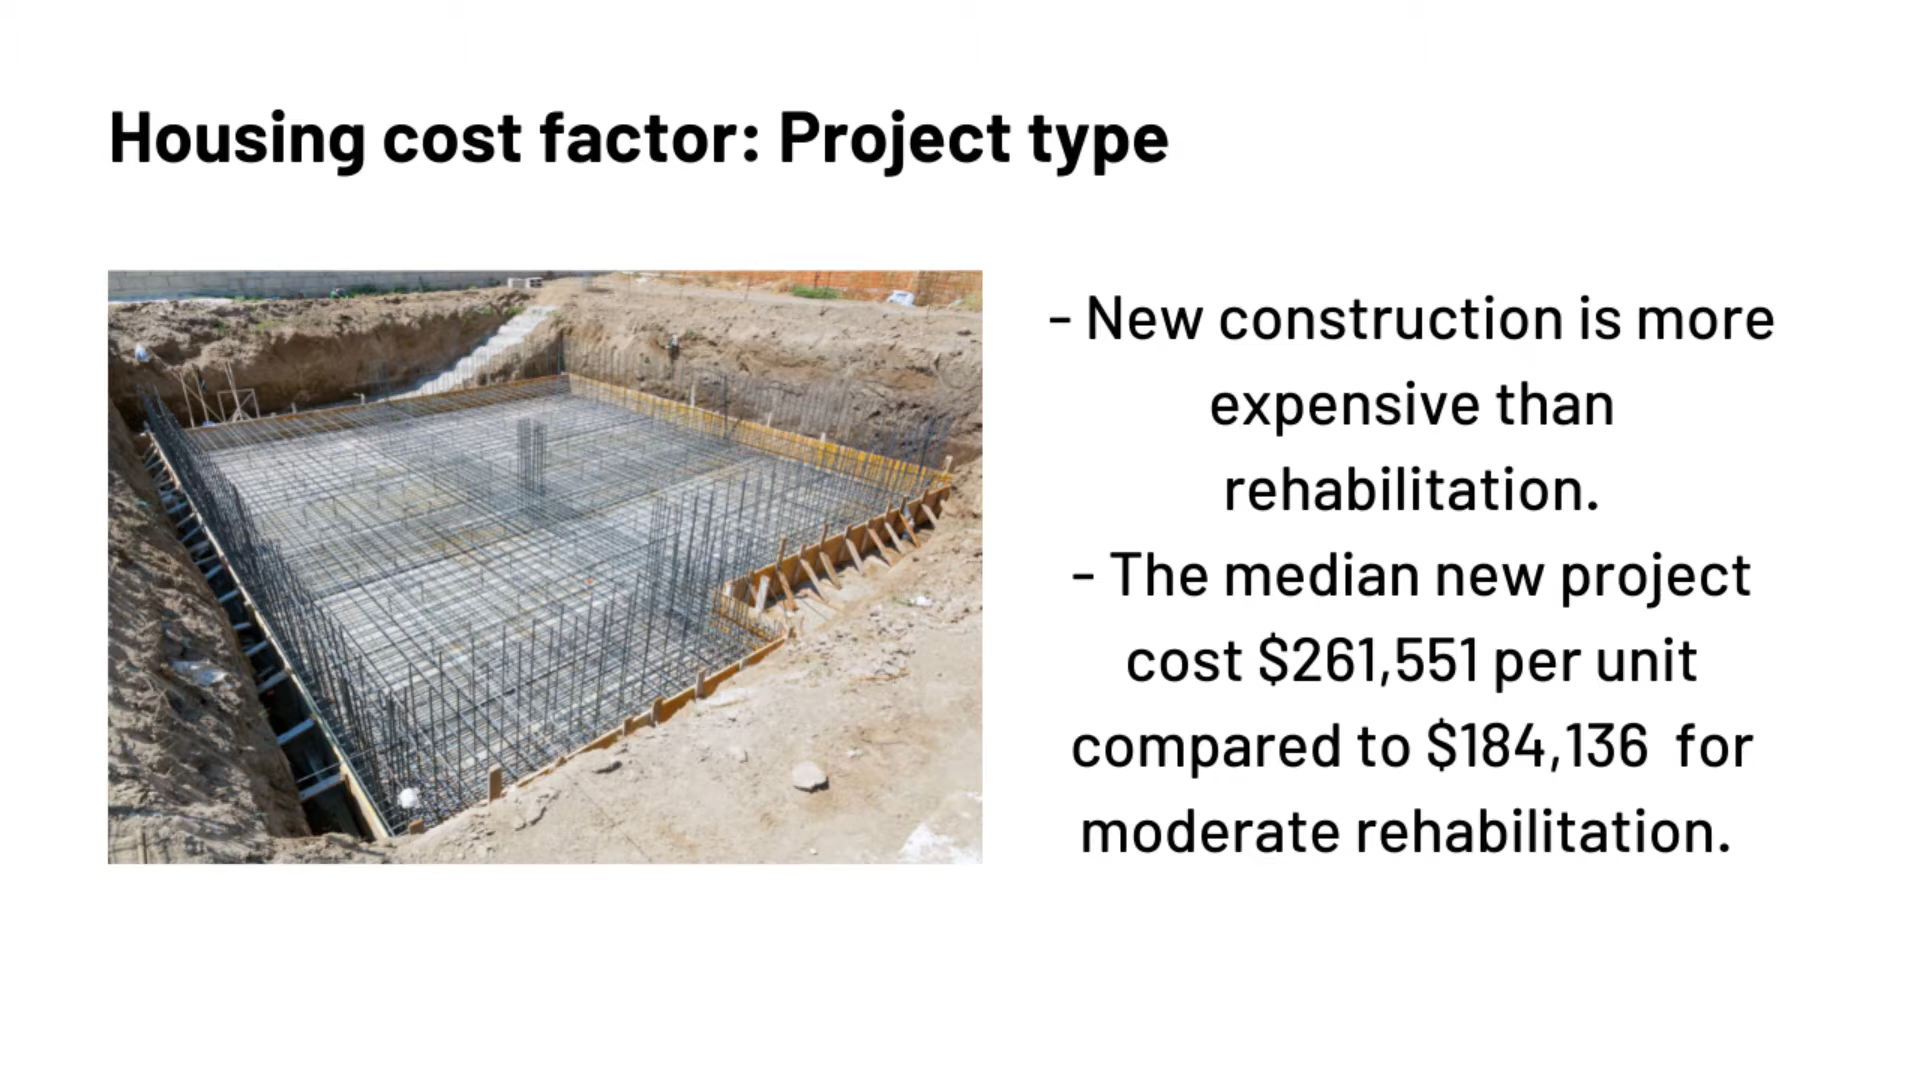 Housing cost factor: Project type
- New construction is more
expensive than
rehabilitation.
- The median new project
cost $261,551 per unit
compared to $184,136  for
moderate rehabilitation.